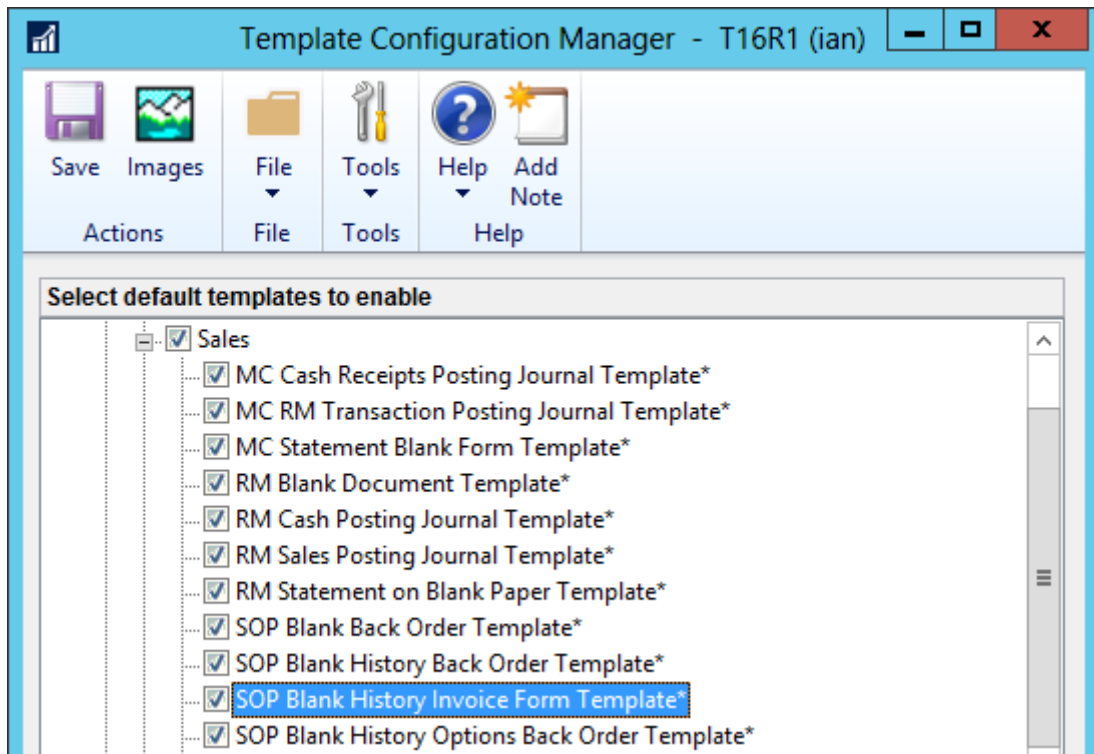 Template Configuration Manager - T16R1 (ian)
Save Images File Tools Help Add Note
Actions File Tools Help
Select default templates to enable
Sales
MC Cash Receipts Posting Journal Template*
MC RM Transaction Posting Journal Template*
MC Statement Blank Form Template*
RM Blank Document Template*
RM Cash Posting Journal Template*
RM Sales Posting Journal Template*
RM Statement on Blank Paper Template*
SOP Blank Back Order Template*
SOP Blank History Back Order Template*
SOP Blank History Invoice Form Template*
SOP Blank History Options Back Order Template*